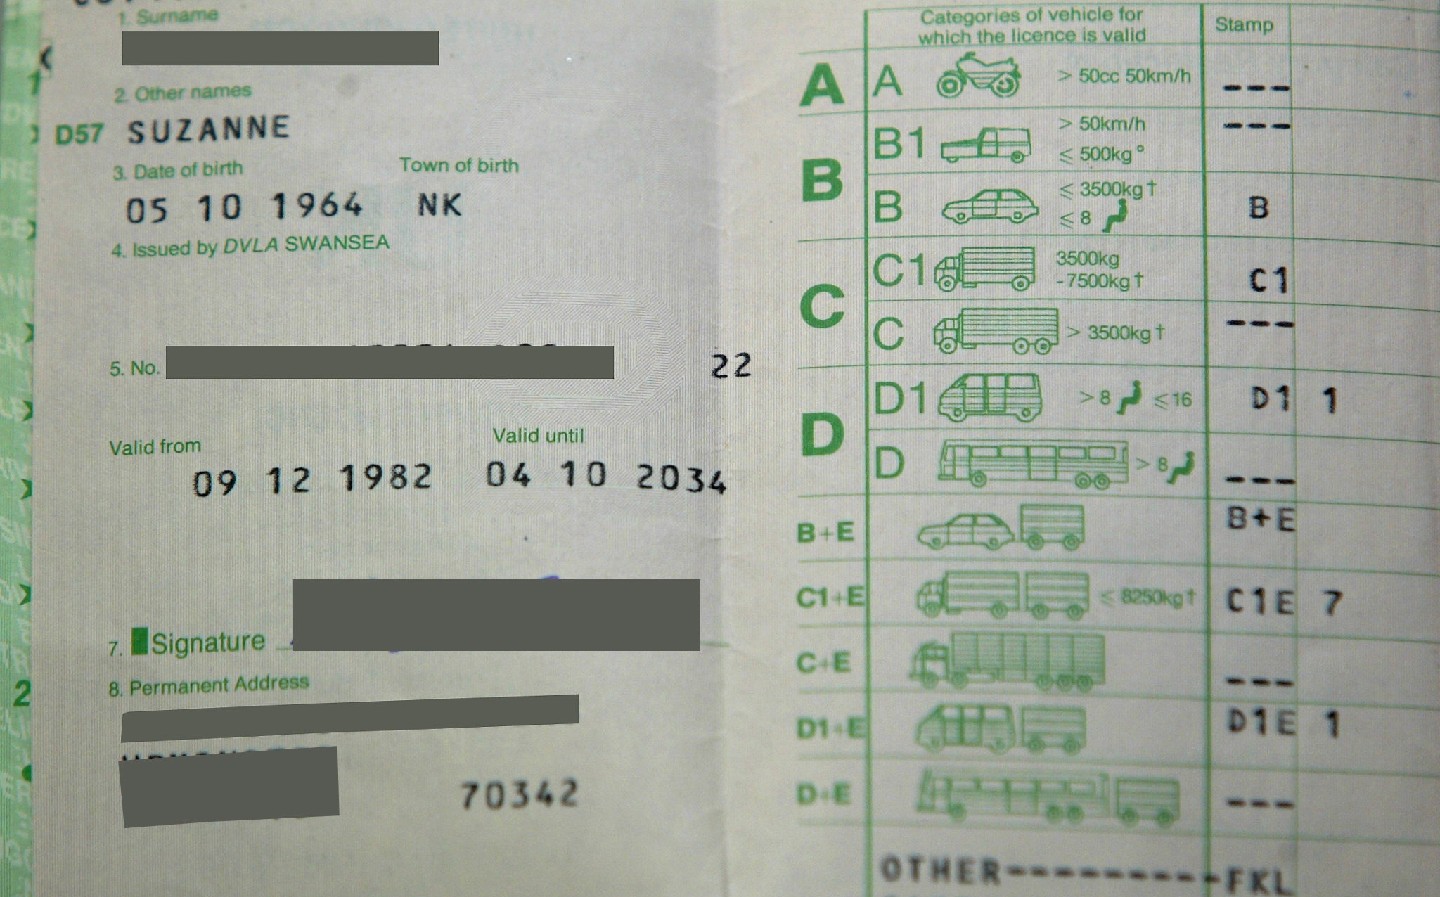 1. Surname
2. Other names
D57 SUZANNE
3. Date of birth Town of birth
05 10 1964 NK
4. Issued by DVLA SWANSEA
5. No.
22
Valid from Valid until
09 12 1982 04 10 2034
7. Signature
8. Permanent Address
70342
Categories of vehicle for
which the licence is valid
Stamp
A A > 50cc 50km/h ---
B
B1 > 50km/h
≤ 500kg° ---
B ≤ 3500kg†
≤ 8 B
C
C1 3500kg
-7500kg† C1
C > 3500kg† ---
D
D1 > 8 ≤ 16 D1 1
D > 8 ---
B+E B+E
C1+E ≤ 8250kg† C1E 7
C+E ---
D1+E D1E 1
D+E ---
OTHER---------- FKL
2